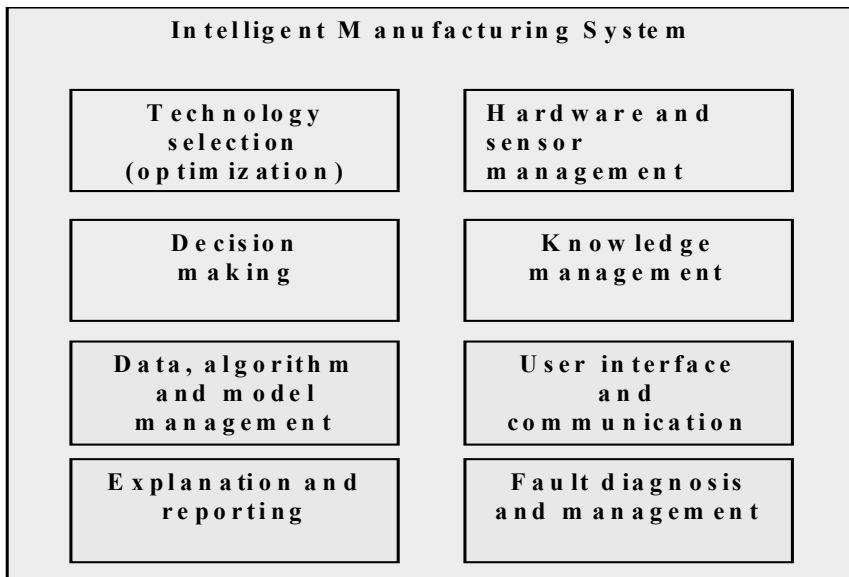 Intelligent Manufacturing System
Technology
selection
(optimization)
Hardware and
sensor
management
Decision
making
Knowledge
management
Data, algorithm
and model
management
User interface
and
communication
Explanation and
reporting
Fault diagnosis
and management